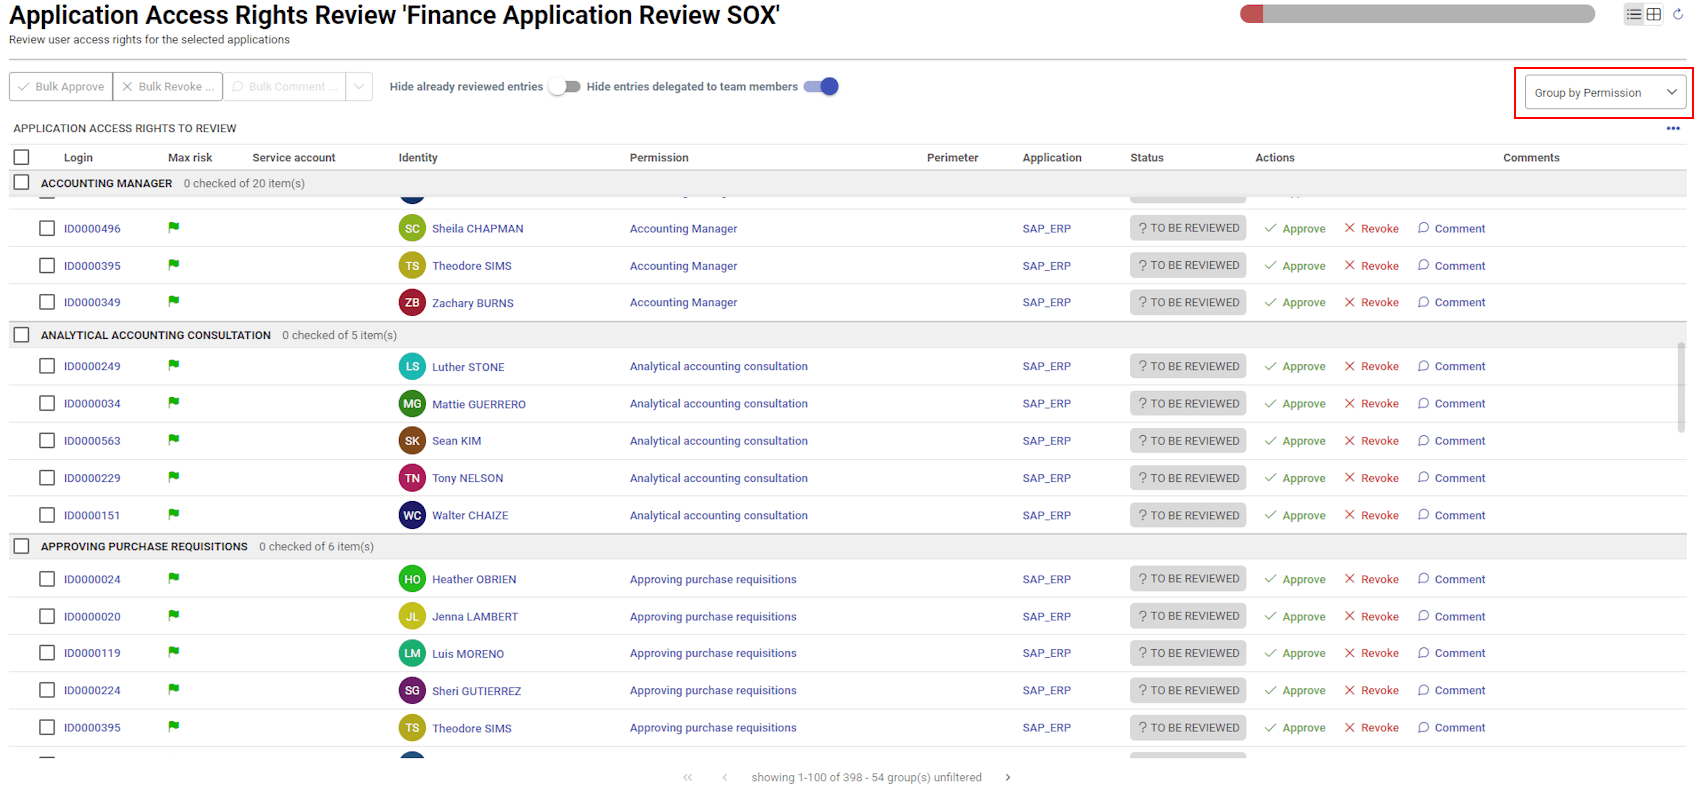 Application Access Rights Review 'Finance Application Review SOX'
Review user access rights for the selected applications
Bulk Approve Bulk Revoke ... Bulk Comment ... Hide already reviewed entries Hide entries delegated to team members Group by Permission
APPLICATION ACCESS RIGHTS TO REVIEW
Login Max risk Service account Identity Permission Perimeter Application Status Actions Comments
ACCOUNTING MANAGER 0 checked of 20 item(s)
ID0000496 SC Sheila CHAPMAN Accounting Manager SAP_ERP ? TO BE REVIEWED Approve Revoke Comment
ID0000395 TS Theodore SIMS Accounting Manager SAP_ERP ? TO BE REVIEWED Approve Revoke Comment
ID0000349 ZB Zachary BURNS Accounting Manager SAP_ERP ? TO BE REVIEWED Approve Revoke Comment
ANALYTICAL ACCOUNTING CONSULTATION 0 checked of 5 item(s)
ID0000249 LS Luther STONE Analytical accounting consultation SAP_ERP ? TO BE REVIEWED Approve Revoke Comment
ID0000034 MG Mattie GUERRERO Analytical accounting consultation SAP_ERP ? TO BE REVIEWED Approve Revoke Comment
ID0000563 SK Sean KIM Analytical accounting consultation SAP_ERP ? TO BE REVIEWED Approve Revoke Comment
ID0000229 TN Tony NELSON Analytical accounting consultation SAP_ERP ? TO BE REVIEWED Approve Revoke Comment
ID0000151 WC Walter CHAIZE Analytical accounting consultation SAP_ERP ? TO BE REVIEWED Approve Revoke Comment
APPROVING PURCHASE REQUISITIONS 0 checked of 6 item(s)
ID0000024 HO Heather OBRIEN Approving purchase requisitions SAP_ERP ? TO BE REVIEWED Approve Revoke Comment
ID0000020 JL Jenna LAMBERT Approving purchase requisitions SAP_ERP ? TO BE REVIEWED Approve Revoke Comment
ID0000119 LM Luis MORENO Approving purchase requisitions SAP_ERP ? TO BE REVIEWED Approve Revoke Comment
ID0000224 SG Sheri GUTIERREZ Approving purchase requisitions SAP_ERP ? TO BE REVIEWED Approve Revoke Comment
ID0000395 TS Theodore SIMS Approving purchase requisitions SAP_ERP ? TO BE REVIEWED Approve Revoke Comment
showing 1-100 of 398 - 54 group(s) unfiltered